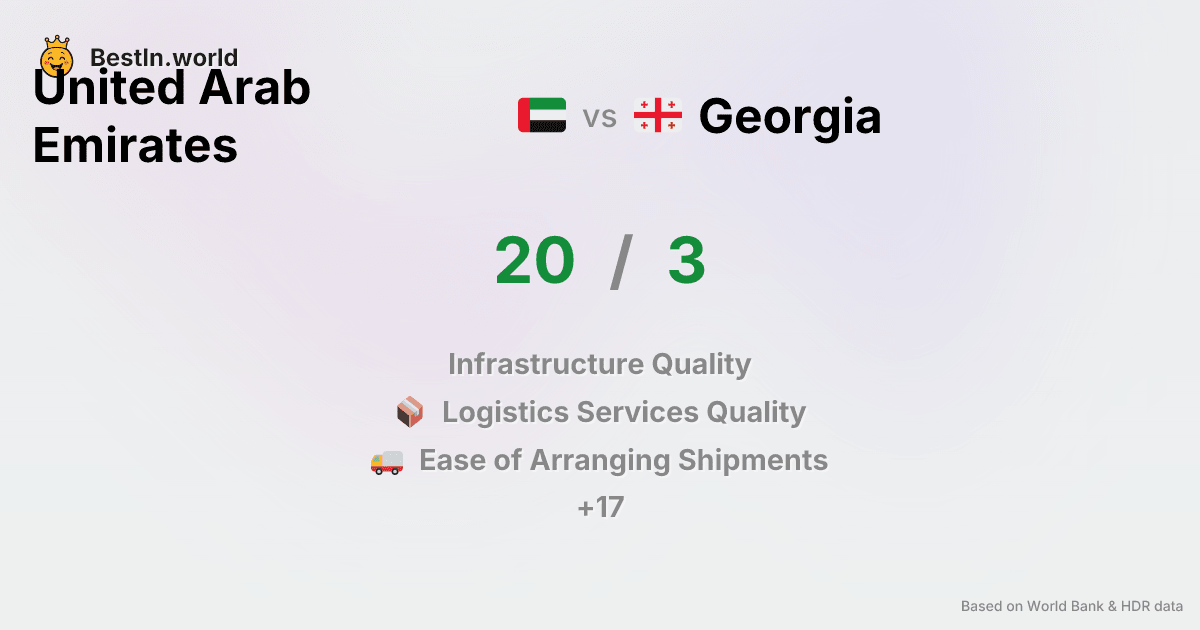 BestIn.world
United Arab
Emirates
vs
Georgia
20 / 3
Infrastructure Quality
Logistics Services Quality
Ease of Arranging Shipments
+17
Based on World Bank & HDR data